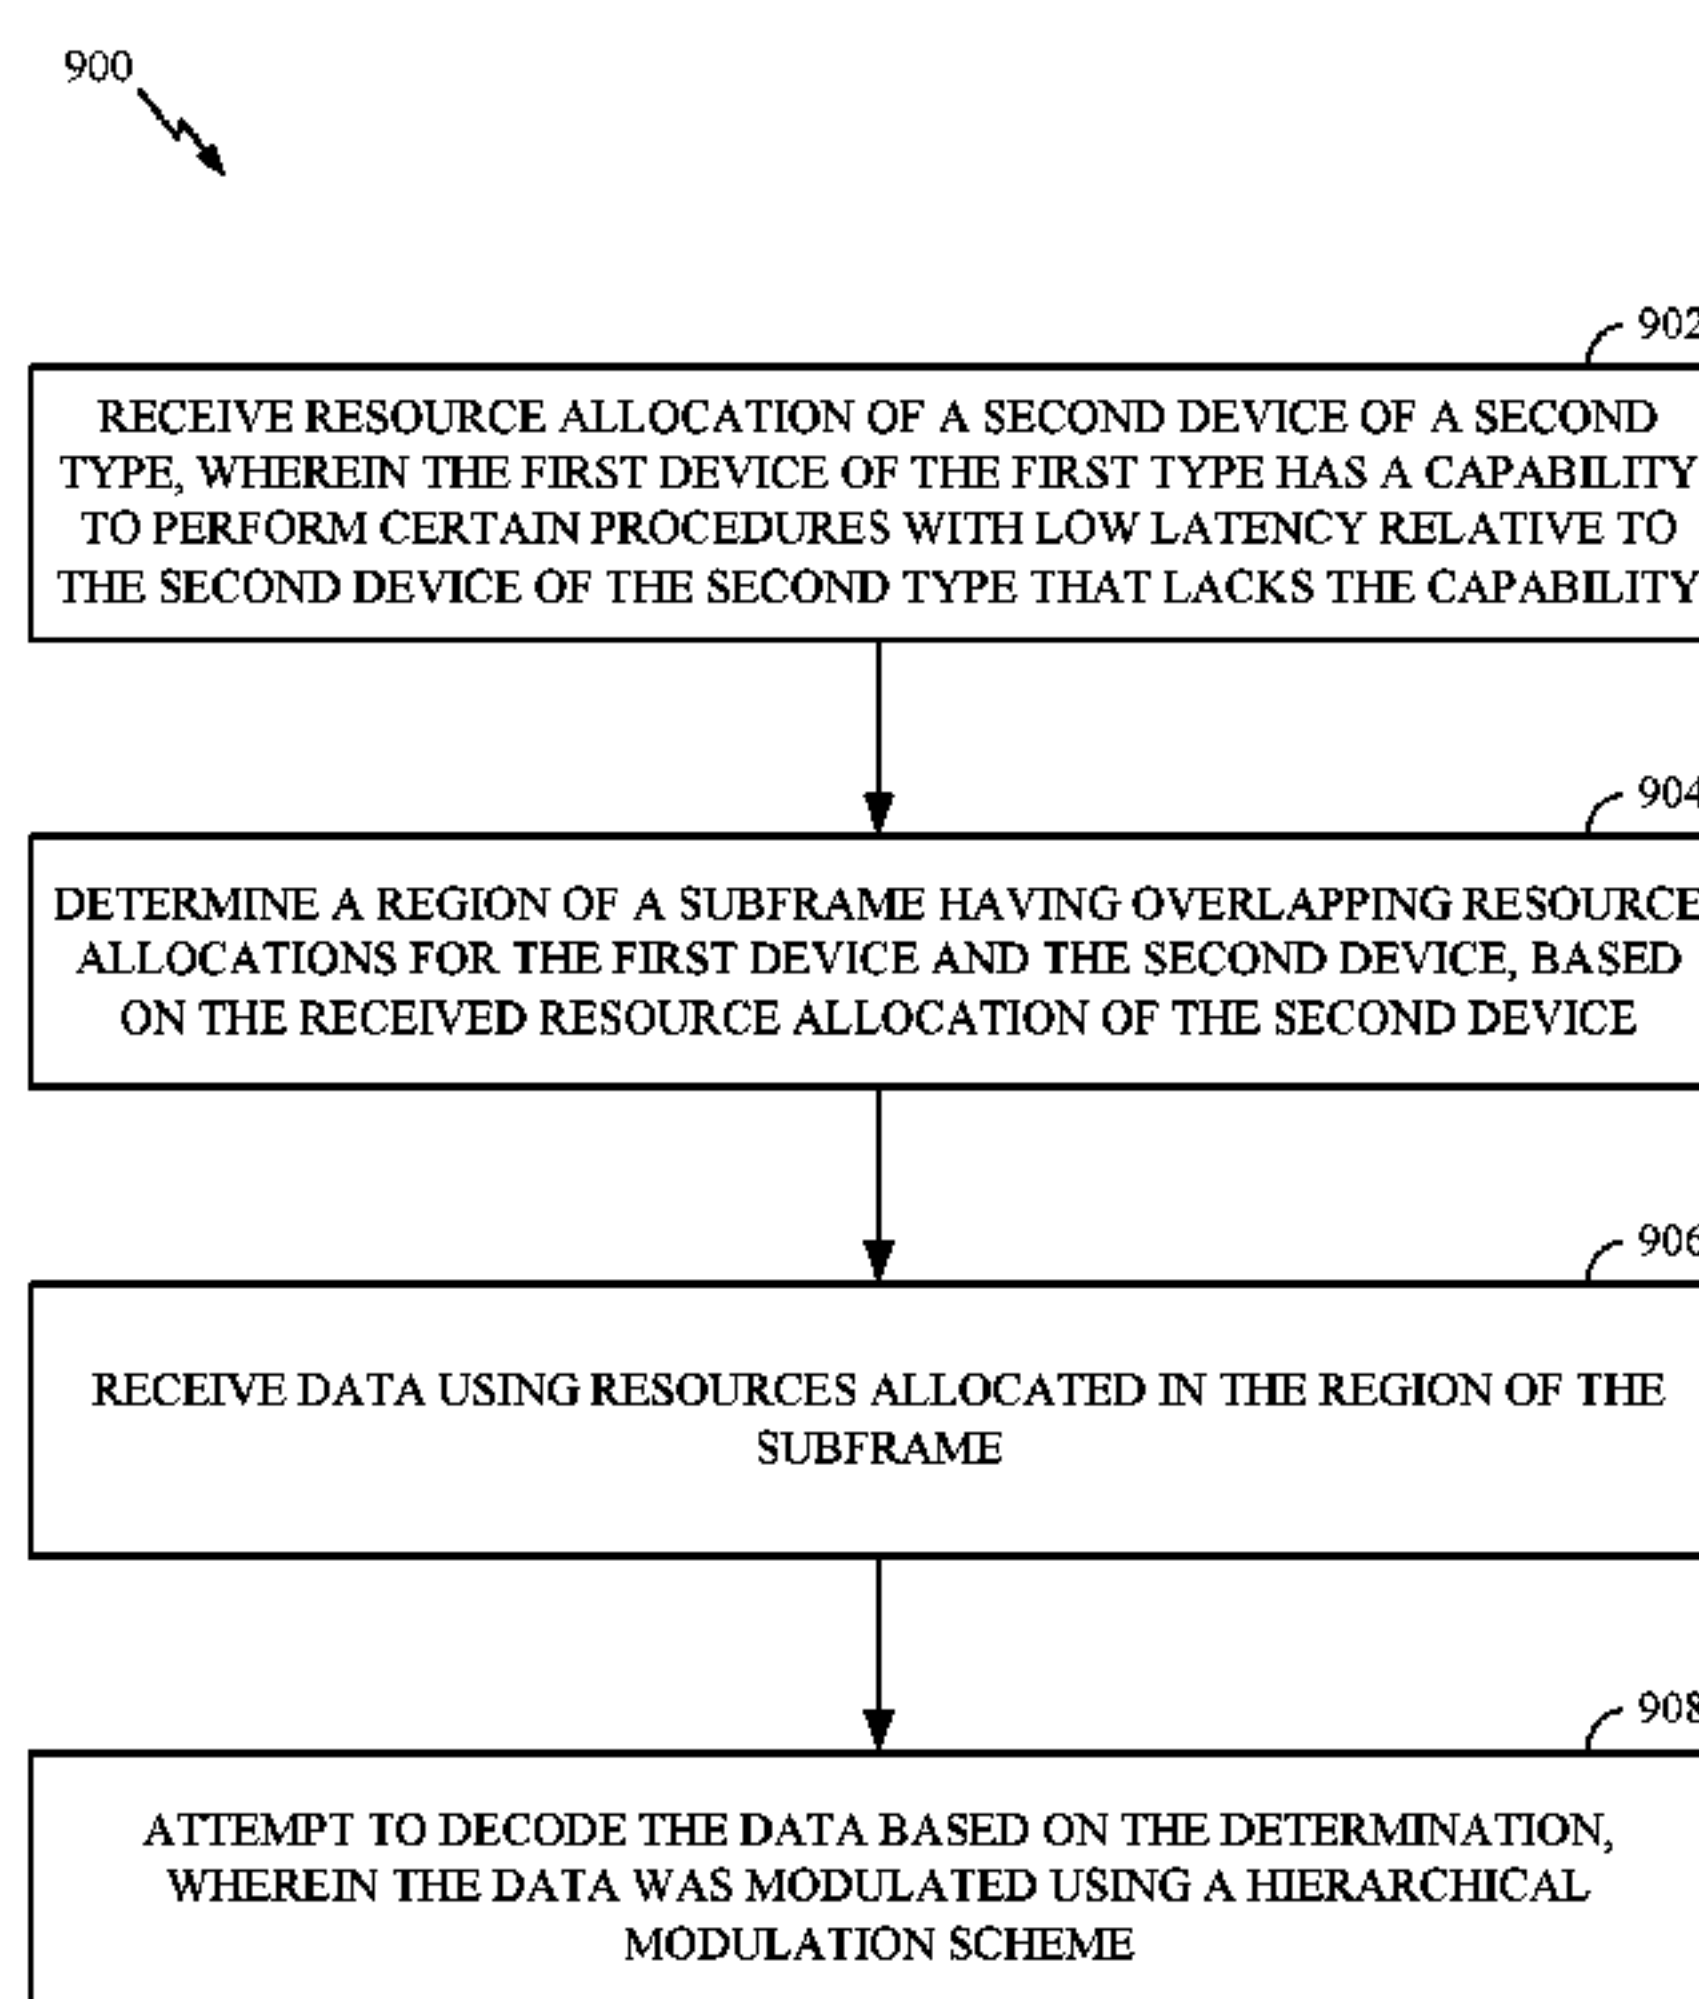 900
902
RECEIVE RESOURCE ALLOCATION OF A SECOND DEVICE OF A SECOND
TYPE, WHEREIN THE FIRST DEVICE OF THE FIRST TYPE HAS A CAPABILITY
TO PERFORM CERTAIN PROCEDURES WITH LOW LATENCY RELATIVE TO
THE SECOND DEVICE OF THE SECOND TYPE THAT LACKS THE CAPABILITY
904
DETERMINE A REGION OF A SUBFRAME HAVING OVERLAPPING RESOURCE
ALLOCATIONS FOR THE FIRST DEVICE AND THE SECOND DEVICE, BASED
ON THE RECEIVED RESOURCE ALLOCATION OF THE SECOND DEVICE
906
RECEIVE DATA USING RESOURCES ALLOCATED IN THE REGION OF THE
SUBFRAME
908
ATTEMPT TO DECODE THE DATA BASED ON THE DETERMINATION,
WHEREIN THE DATA WAS MODULATED USING A HIERARCHICAL
MODULATION SCHEME